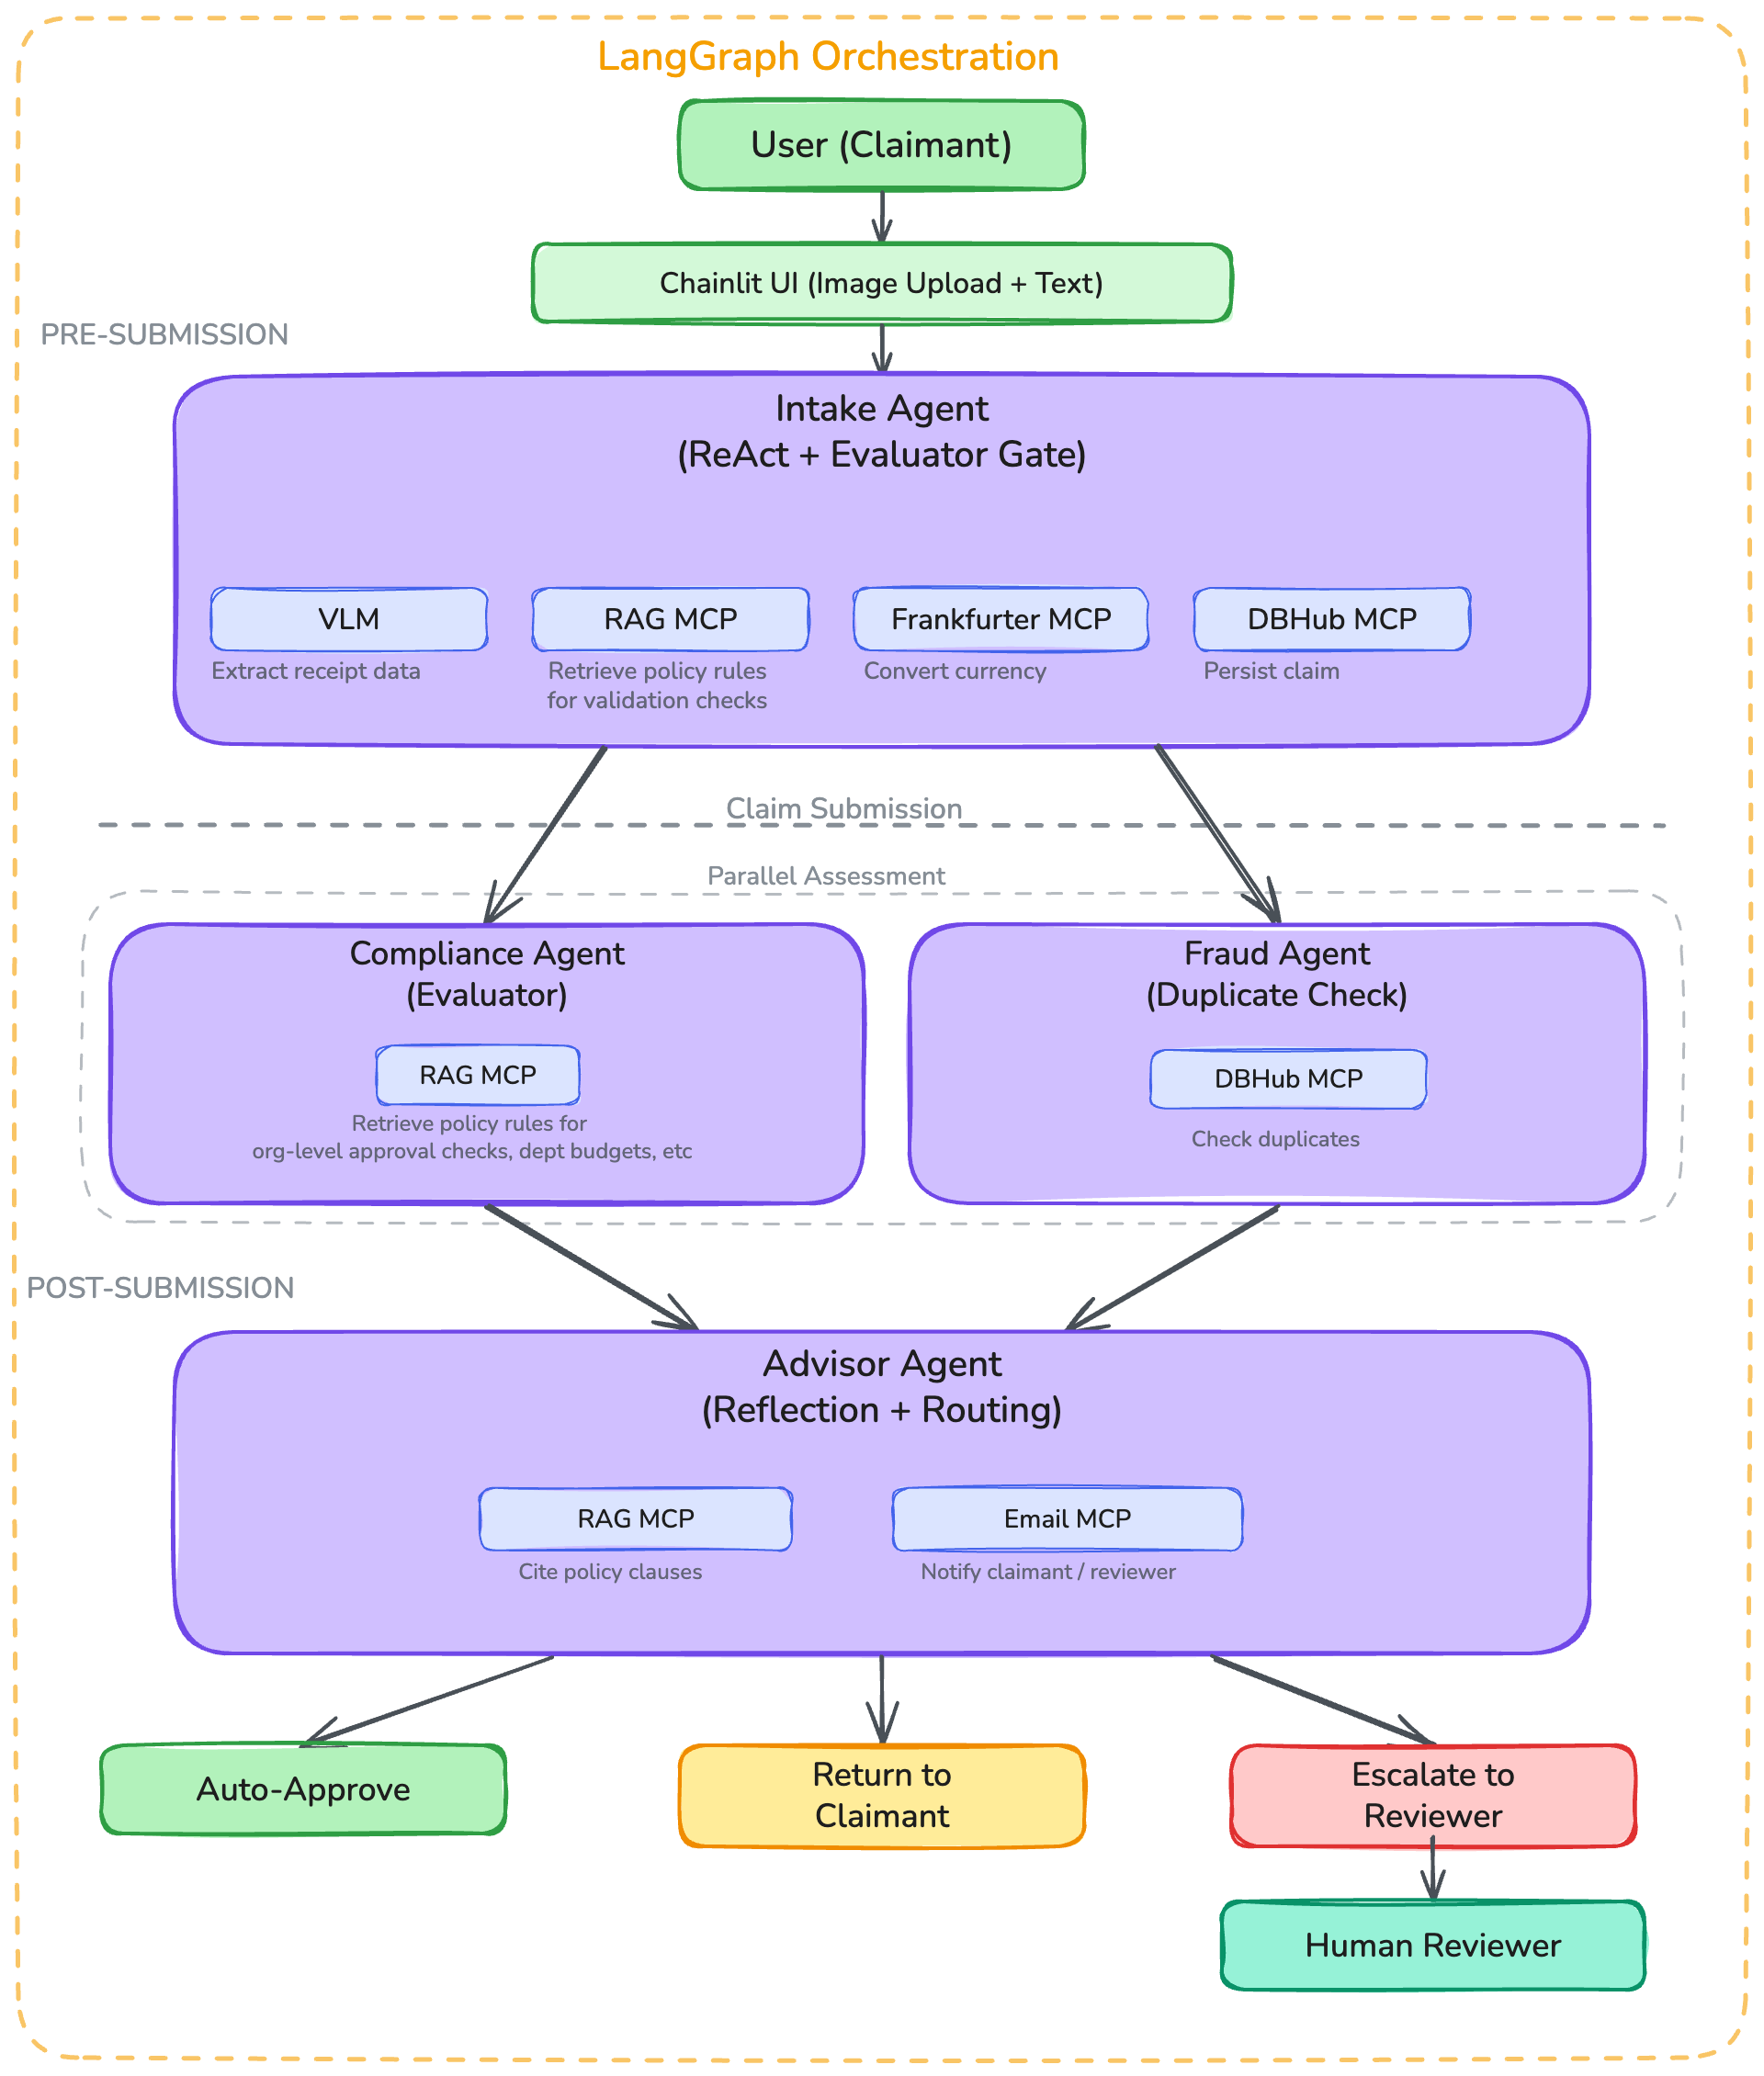 LangGraph Orchestration
User (Claimant)
Chainlit UI (Image Upload + Text)
PRE-SUBMISSION
Intake Agent
(ReAct + Evaluator Gate)
VLM
Extract receipt data
RAG MCP
Retrieve policy rules
for validation checks
Frankfurter MCP
Convert currency
DBHub MCP
Persist claim
Claim Submission
Parallel Assessment
Compliance Agent
(Evaluator)
RAG MCP
Retrieve policy rules for
org-level approval checks, dept budgets, etc
Fraud Agent
(Duplicate Check)
DBHub MCP
Check duplicates
POST-SUBMISSION
Advisor Agent
(Reflection + Routing)
RAG MCP
Cite policy clauses
Email MCP
Notify claimant / reviewer
Auto-Approve
Return to
Claimant
Escalate to
Reviewer
Human Reviewer